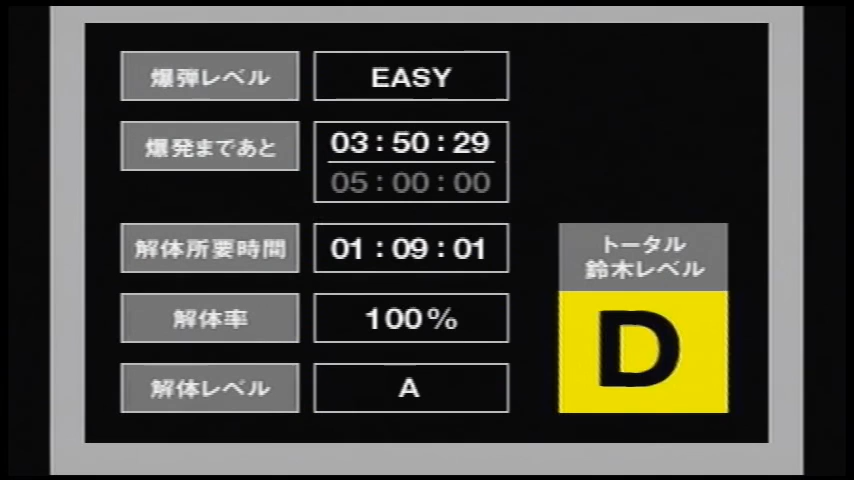 爆弾レベル
EASY
爆発まであと
03:50:29
05:00:00
解体所要時間
01:09:01
解体率
100%
解体レベル
A
トータル
鈴木レベル
D